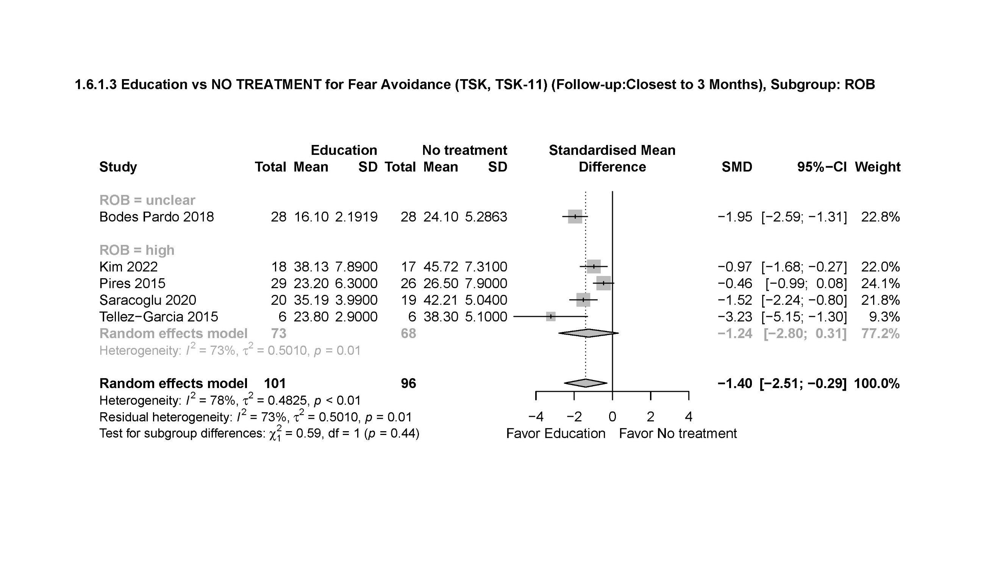 1.6.1.3 Education vs NO TREATMENT for Fear Avoidance (TSK, TSK-11) (Follow-up:Closest to 3 Months), Subgroup: ROB
Education No treatment Standardised Mean
Study Total Mean SD Total Mean SD Difference SMD 95%−CI Weight
ROB = unclear
Bodes Pardo 2018 28 16.10 2.1919 28 24.10 5.2863 −1.95 [−2.59; −1.31] 22.8%
ROB = high
Kim 2022 18 38.13 7.8900 17 45.72 7.3100 −0.97 [−1.68; −0.27] 22.0%
Pires 2015 29 23.20 6.3000 26 26.50 7.9000 −0.46 [−0.99; 0.08] 24.1%
Saracoglu 2020 20 35.19 3.9900 19 42.21 5.0400 −1.52 [−2.24; −0.80] 21.8%
Tellez−Garcia 2015 6 23.80 2.9000 6 38.30 5.1000 −3.23 [−5.15; −1.30] 9.3%
Random effects model 73 68 −1.24 [−2.80; 0.31] 77.2%
Heterogeneity: I² = 73%, τ² = 0.5010, p = 0.01
Random effects model 101 96 −1.40 [−2.51; −0.29] 100.0%
Heterogeneity: I² = 78%, τ² = 0.4825, p < 0.01
Residual heterogeneity: I² = 73%, τ² = 0.5010, p = 0.01 −4 −2 0 2 4
Test for subgroup differences: χ²₁ = 0.59, df = 1 (p = 0.44) Favor Education Favor No treatment